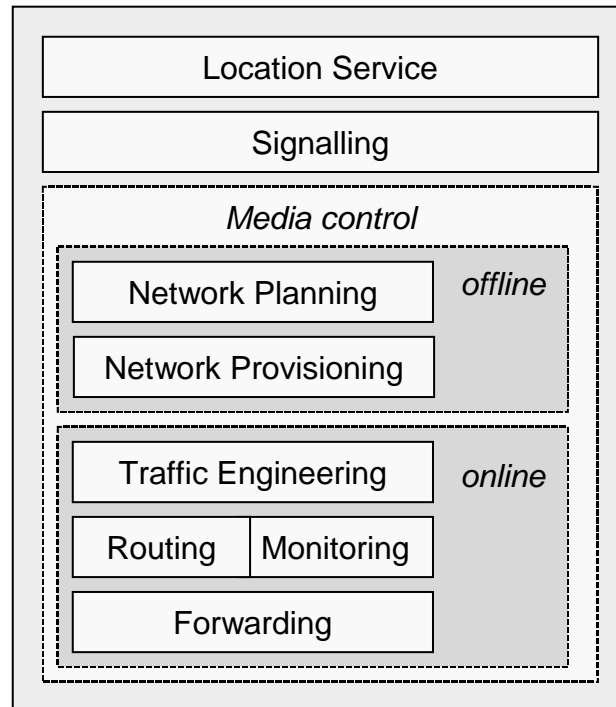 Location Service
Signalling
Media control
Network Planning
offline
Network Provisioning
Traffic Engineering
online
Routing
Monitoring
Forwarding